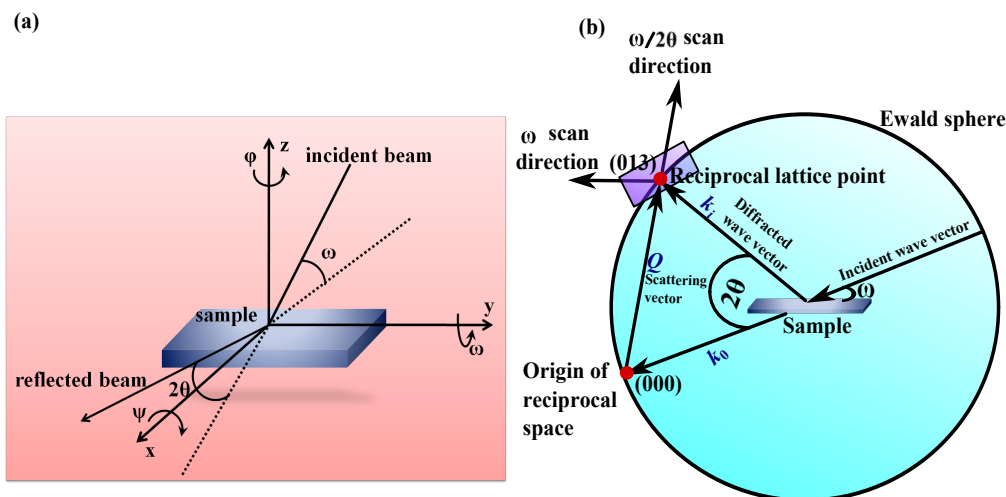 (a)
z
φ
incident beam
ω
sample
y
ω
reflected beam
2θ
ψ
x
(b)
ω/2θ scan
direction
Ewald sphere
ω scan
direction
(013)
Reciprocal lattice point
ki
Diffracted
wave vector
Incident wave vector
Q
Scattering
vector
2θ
ω
Sample
k0
Origin of
reciprocal
space
(000)